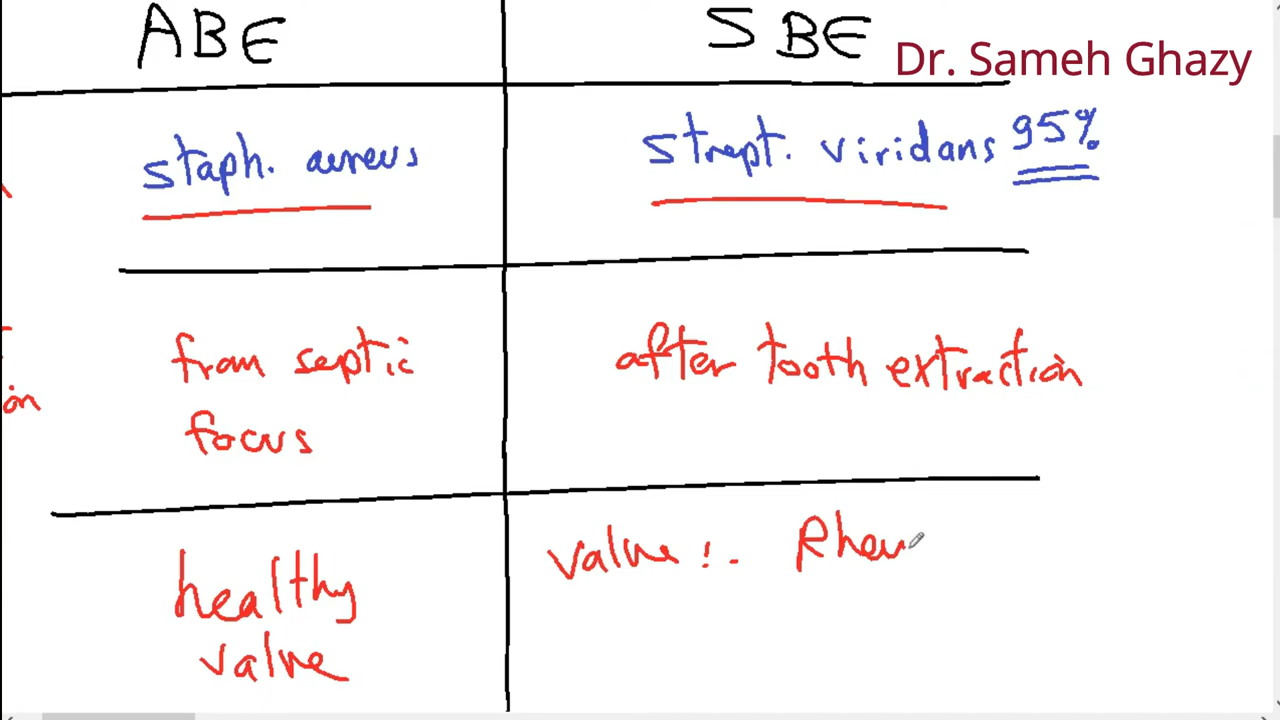 ABE
SBE
Dr. Sameh Ghazy
staph. aureus
strept. viridans 95%
on
from septic
focus
after tooth extraction
healthy
valve
valve :. Rheu